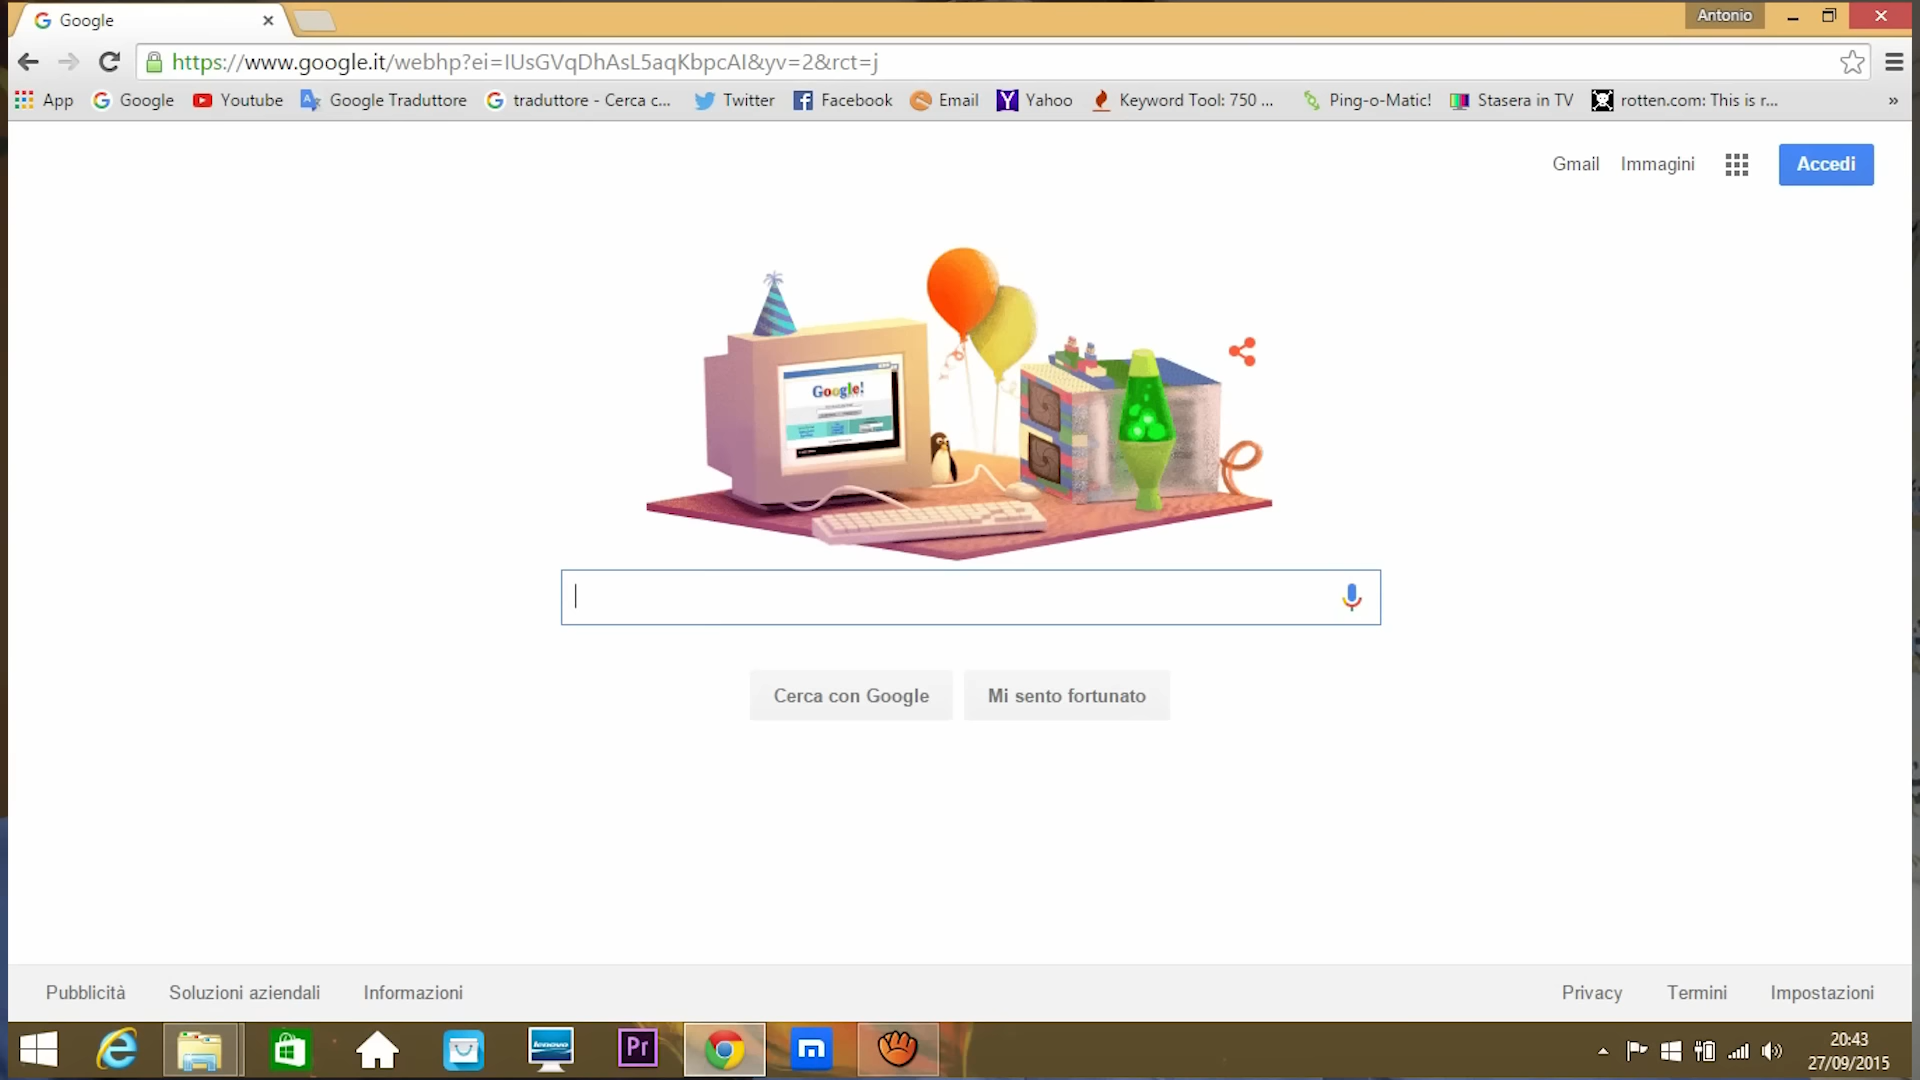 Google
Antonio
https://www.google.it/webhp?ei=IUsGVqDhAsL5aqKbpcAI&yv=2&rct=j
App Google Youtube Google Traduttore traduttore - Cerca c... Twitter Facebook Email Yahoo Keyword Tool: 750 ... Ping-o-Matic! Stasera in TV rotten.com: This is r... »
Gmail Immagini Accedi
Google!
Cerca con Google Mi sento fortunato
Pubblicità Soluzioni aziendali Informazioni Privacy Termini Impostazioni
lenovo Pr
20:43
27/09/2015